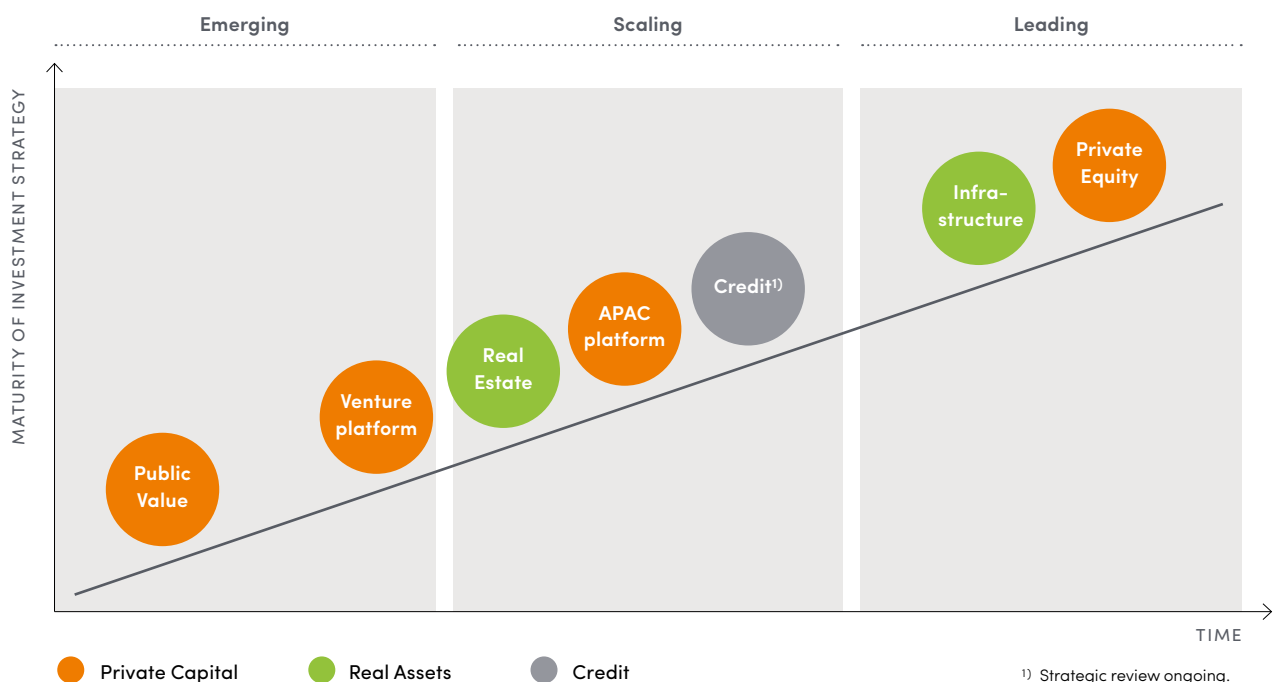 Emerging
Scaling
Leading
MATURITY OF INVESTMENT STRATEGY
Private
Equity
Infra-
structure
Credit¹⁾
APAC
platform
Real
Estate
Venture
platform
Public
Value
TIME
Private Capital
Real Assets
Credit
¹⁾ Strategic review ongoing.